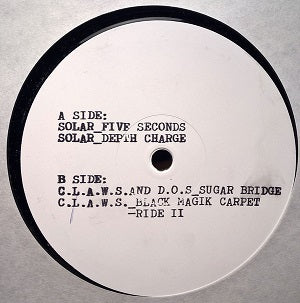 A SIDE:
SOLAR_FIVE SECONDS
SOLAR_DEPTH CHARGE
B SIDE:
C.L.A.W.S.AND D.O.S_SUGAR BRIDGE
C.L.A.W.S._BLACK MAGIK CARPET
—RIDE II